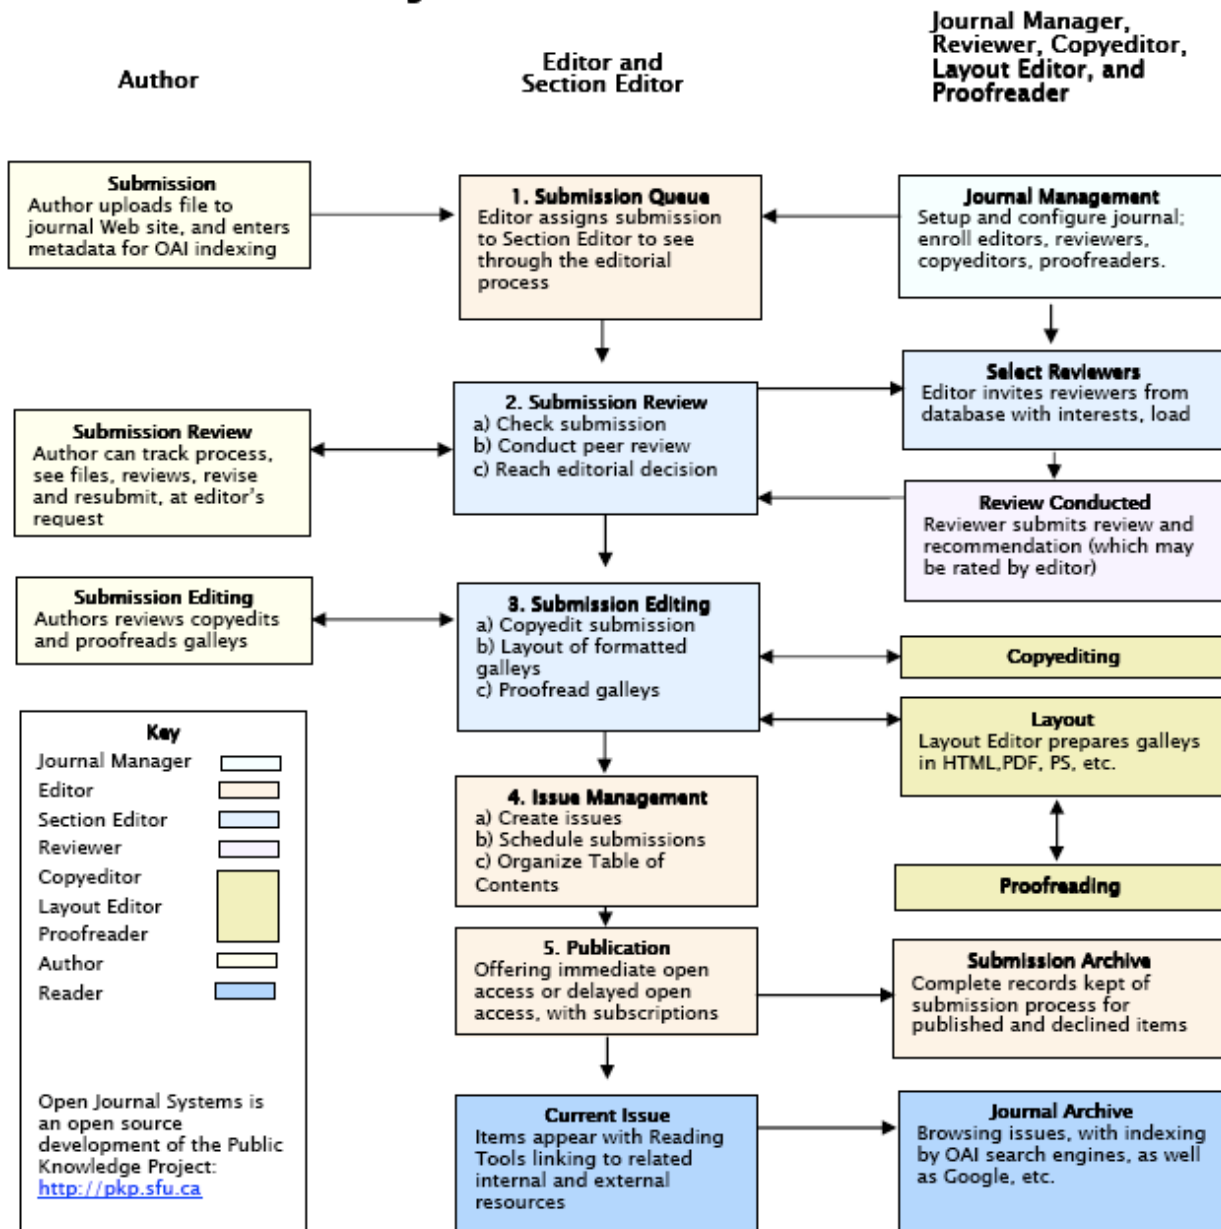 Author
Editor and
Section Editor
Journal Manager,
Reviewer, Copyeditor,
Layout Editor, and
Proofreader
Submission
Author uploads file to
journal Web site, and enters
metadata for OAI indexing
1. Submission Queue
Editor assigns submission
to Section Editor to see
through the editorial
process
Journal Management
Setup and configure journal;
enroll editors, reviewers,
copyeditors, proofreaders.
Submission Review
Author can track process,
see files, reviews, revise
and resubmit, at editor's
request
2. Submission Review
a) Check submission
b) Conduct peer review
c) Reach editorial decision
Select Reviewers
Editor invites reviewers from
database with interests, load
Review Conducted
Reviewer submits review and
recommendation (which may
be rated by editor)
Submission Editing
Authors reviews copyedits
and proofreads galleys
3. Submission Editing
a) Copyedit submission
b) Layout of formatted
galleys
c) Proofread galleys
Copyediting
Layout
Layout Editor prepares galleys
in HTML,PDF, PS, etc.
Proofreading
4. Issue Management
a) Create issues
b) Schedule submissions
c) Organize Table of
Contents
5. Publication
Offering immediate open
access or delayed open
access, with subscriptions
Submission Archive
Complete records kept of
submission process for
published and declined items
Current Issue
Items appear with Reading
Tools linking to related
internal and external
resources
Journal Archive
Browsing issues, with indexing
by OAI search engines, as well
as Google, etc.
Key
Journal Manager
Editor
Section Editor
Reviewer
Copyeditor
Layout Editor
Proofreader
Author
Reader
Open Journal Systems is
an open source
development of the Public
Knowledge Project:
http://pkp.sfu.ca